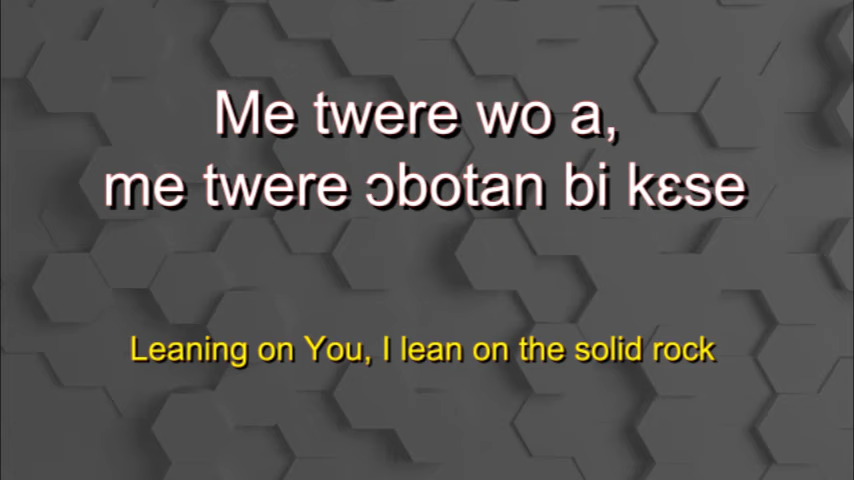 Me twere wo a,
me twere ɔbotan bi kɛse
Leaning on You, I lean on the solid rock